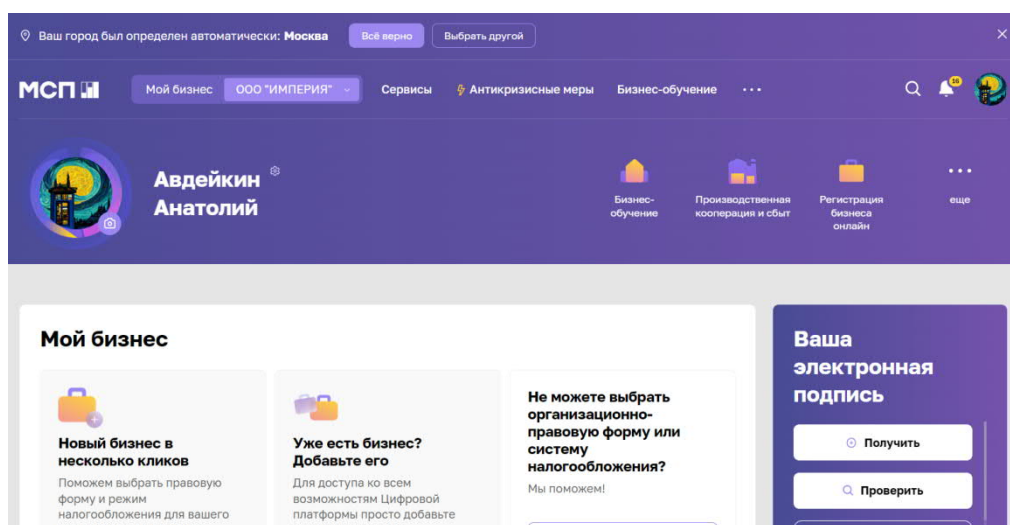 Ваш город был определен автоматически: Москва
Всё верно
Выбрать другой
МСП
Мой бизнес
ООО "ИМПЕРИЯ"
Сервисы
Антикризисные меры
Бизнес-обучение
16
Авдейкин
Анатолий
Бизнес-
обучение
Производственная
кооперация и сбыт
Регистрация
бизнеса
онлайн
еще
Мой бизнес
Новый бизнес в
несколько кликов
Поможем выбрать правовую
форму и режим
налогообложения для вашего
Уже есть бизнес?
Добавьте его
Для доступа ко всем
возможностям Цифровой
платформы просто добавьте
Не можете выбрать
организационно-
правовую форму или
систему
налогообложения?
Мы поможем!
Ваша
электронная
подпись
Получить
Проверить